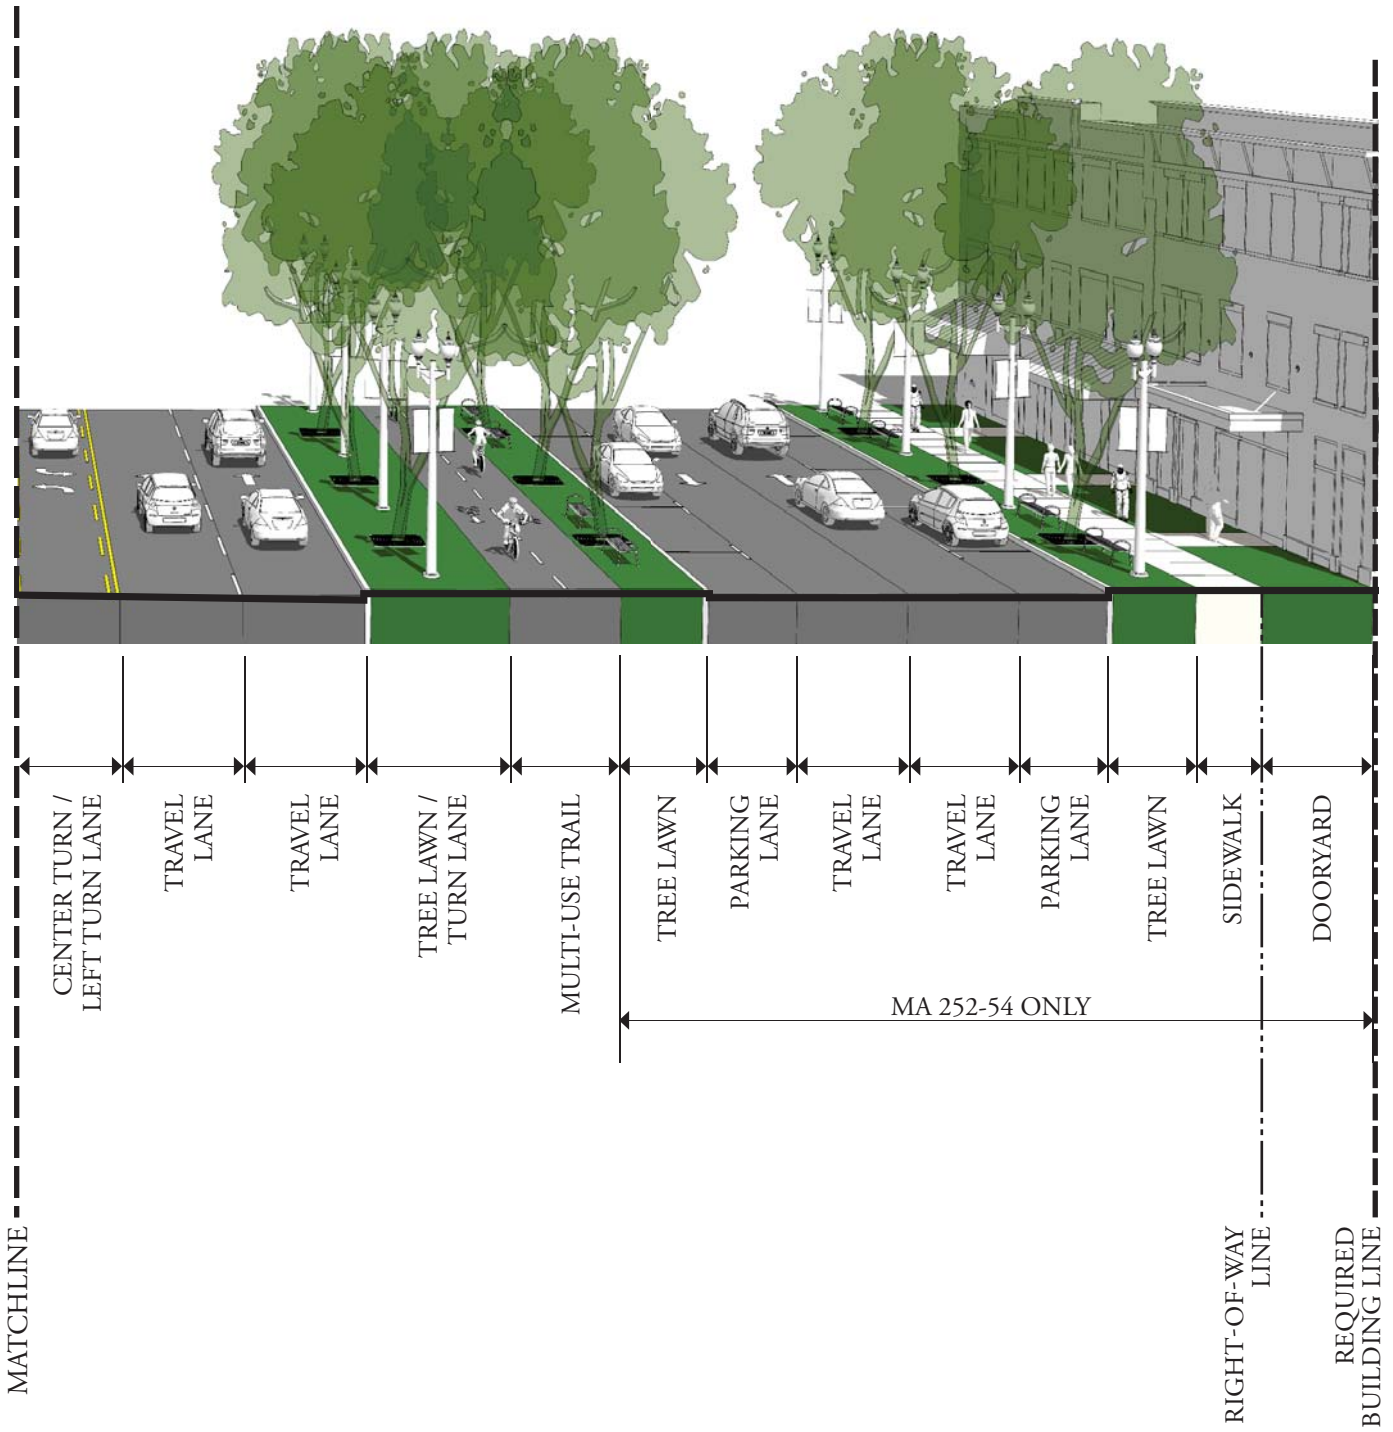 CENTER TURN /
LEFT TURN LANE
TRAVEL
LANE
TRAVEL
LANE
TREE LAWN /
TURN LANE
MULTI-USE TRAIL
TREE LAWN
PARKING
LANE
TRAVEL
LANE
TRAVEL
LANE
PARKING
LANE
TREE LAWN
SIDEWALK
DOORYARD
MA 252-54 ONLY
MATCHLINE
RIGHT-OF-WAY
LINE
REQUIRED
BUILDING LINE